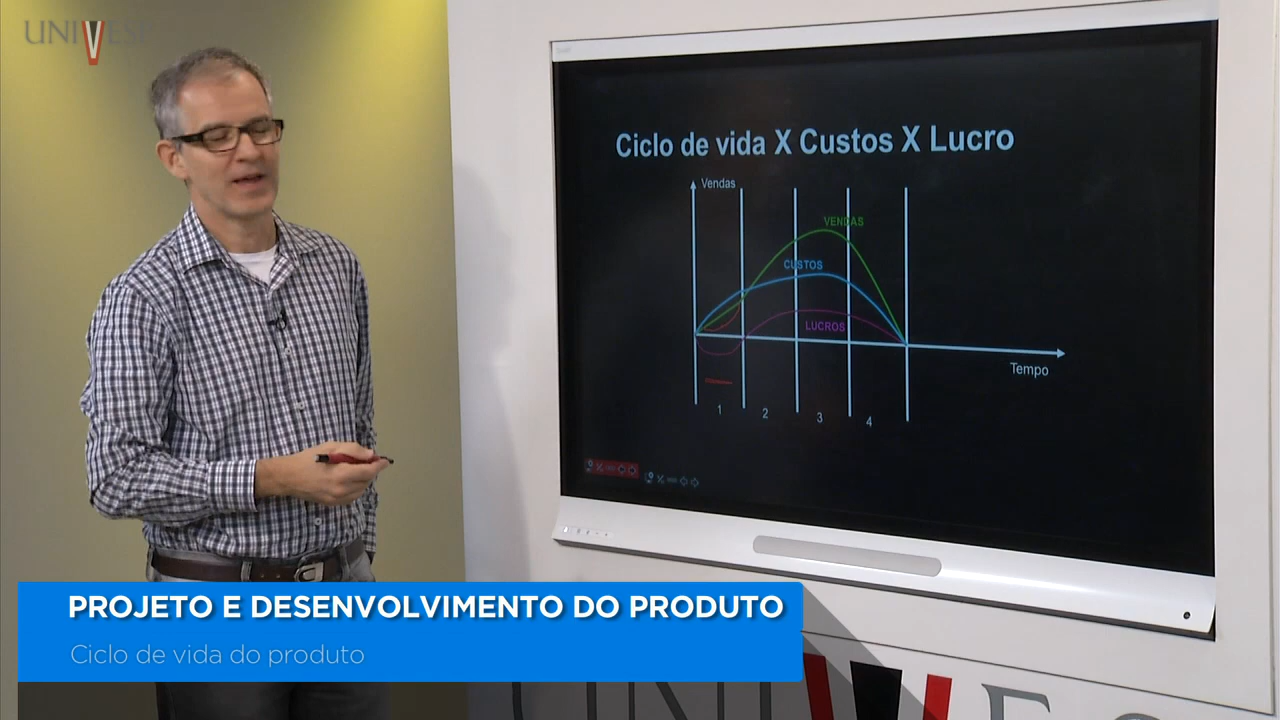 UNIVESP
Ciclo de vida X Custos X Lucro
Vendas
VENDAS
CUSTOS
LUCROS
Tempo
1
2
3
4
PROJETO E DESENVOLVIMENTO DO PRODUTO
Ciclo de vida do produto
UNIVES